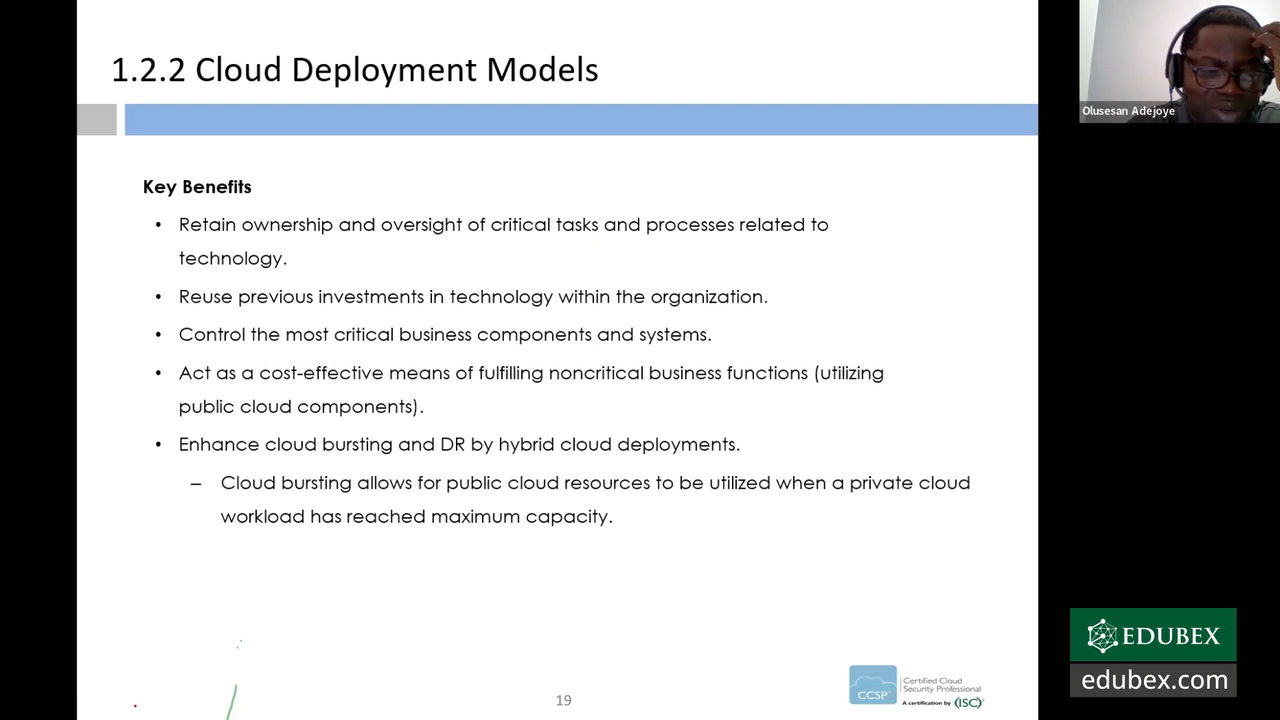 1.2.2 Cloud Deployment Models
Olusesan Adejoye
Key Benefits
• Retain ownership and oversight of critical tasks and processes related to
technology.
• Reuse previous investments in technology within the organization.
• Control the most critical business components and systems.
• Act as a cost-effective means of fulfilling noncritical business functions (utilizing
public cloud components).
• Enhance cloud bursting and DR by hybrid cloud deployments.
– Cloud bursting allows for public cloud resources to be utilized when a private cloud
workload has reached maximum capacity.
19
CCSP
Certified Cloud
Security Professional
A certification by (ISC)²
EDUBEX
edubex.com